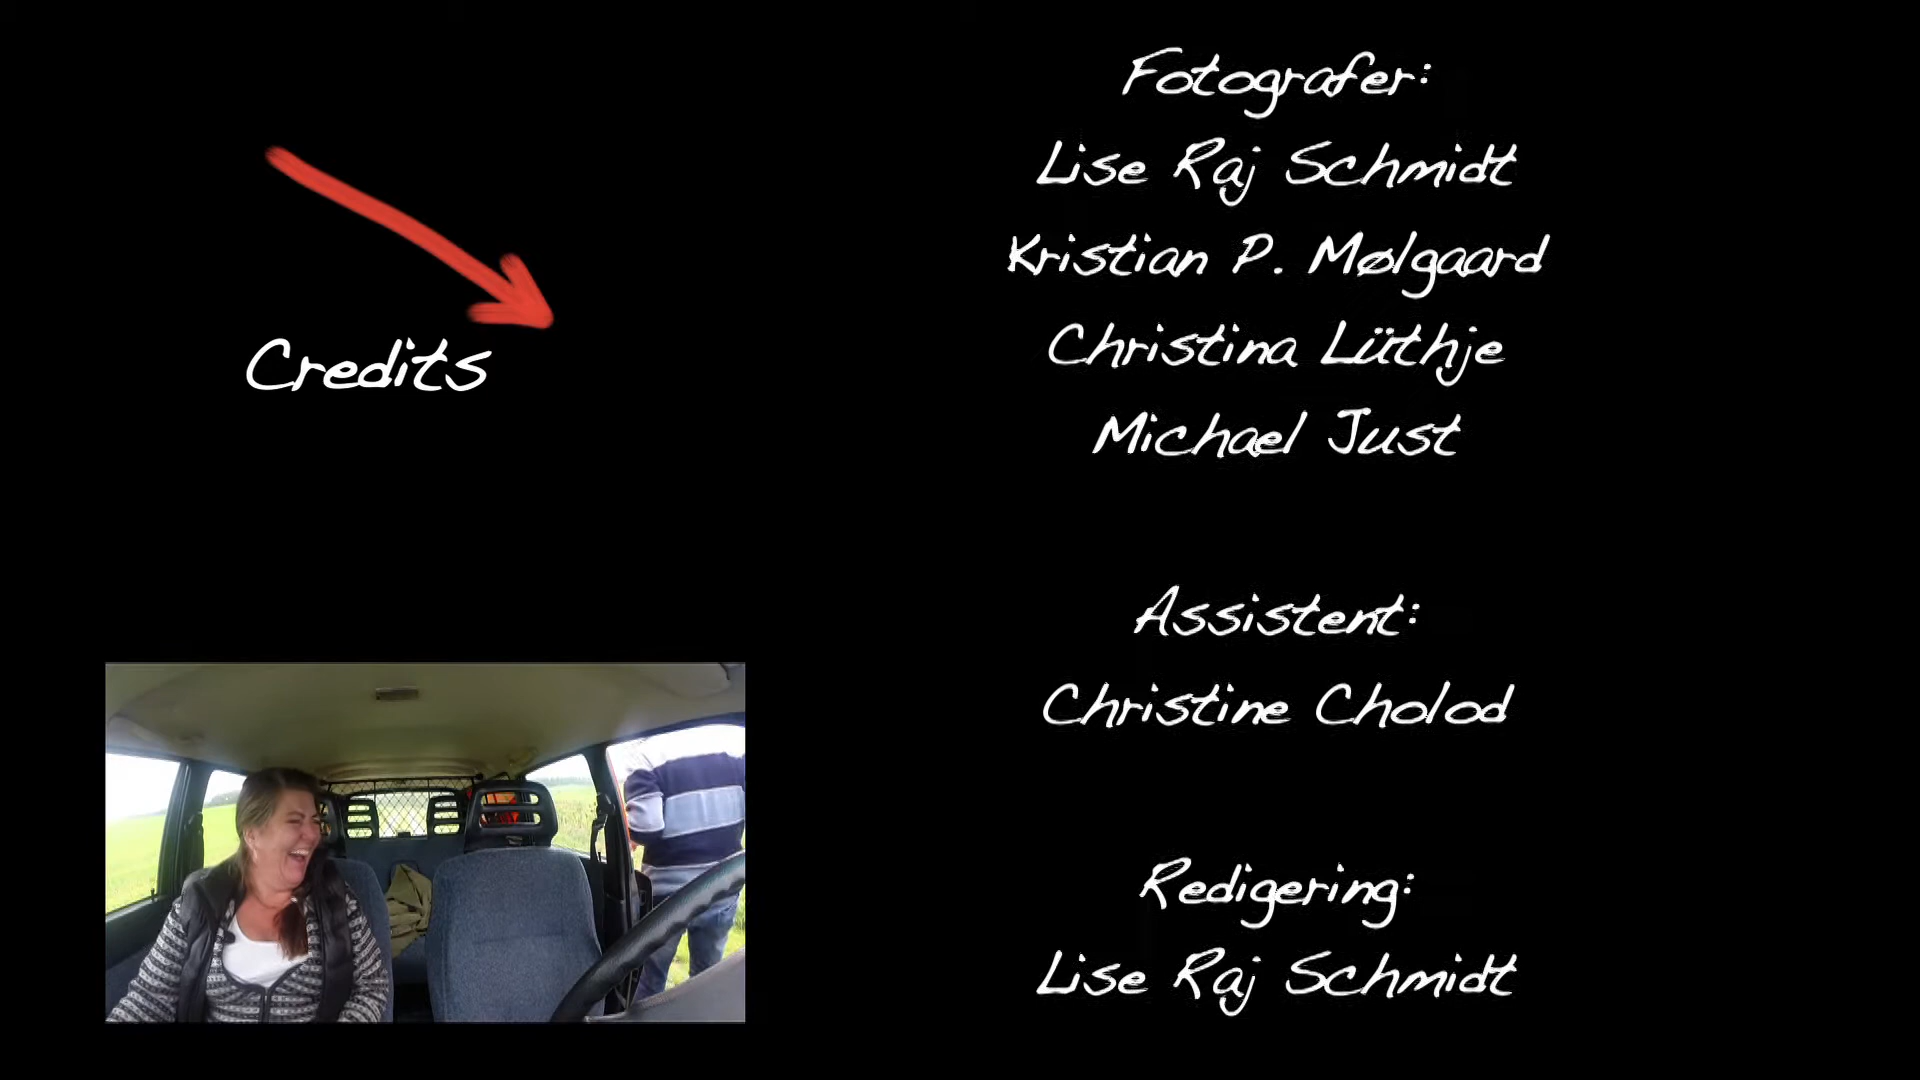 Credits
Fotografer:
Lise Raj Schmidt
Kristian P. Mølgaard
Christina Lüthje
Michael Just
Assistent:
Christine Cholod
Redigering:
Lise Raj Schmidt